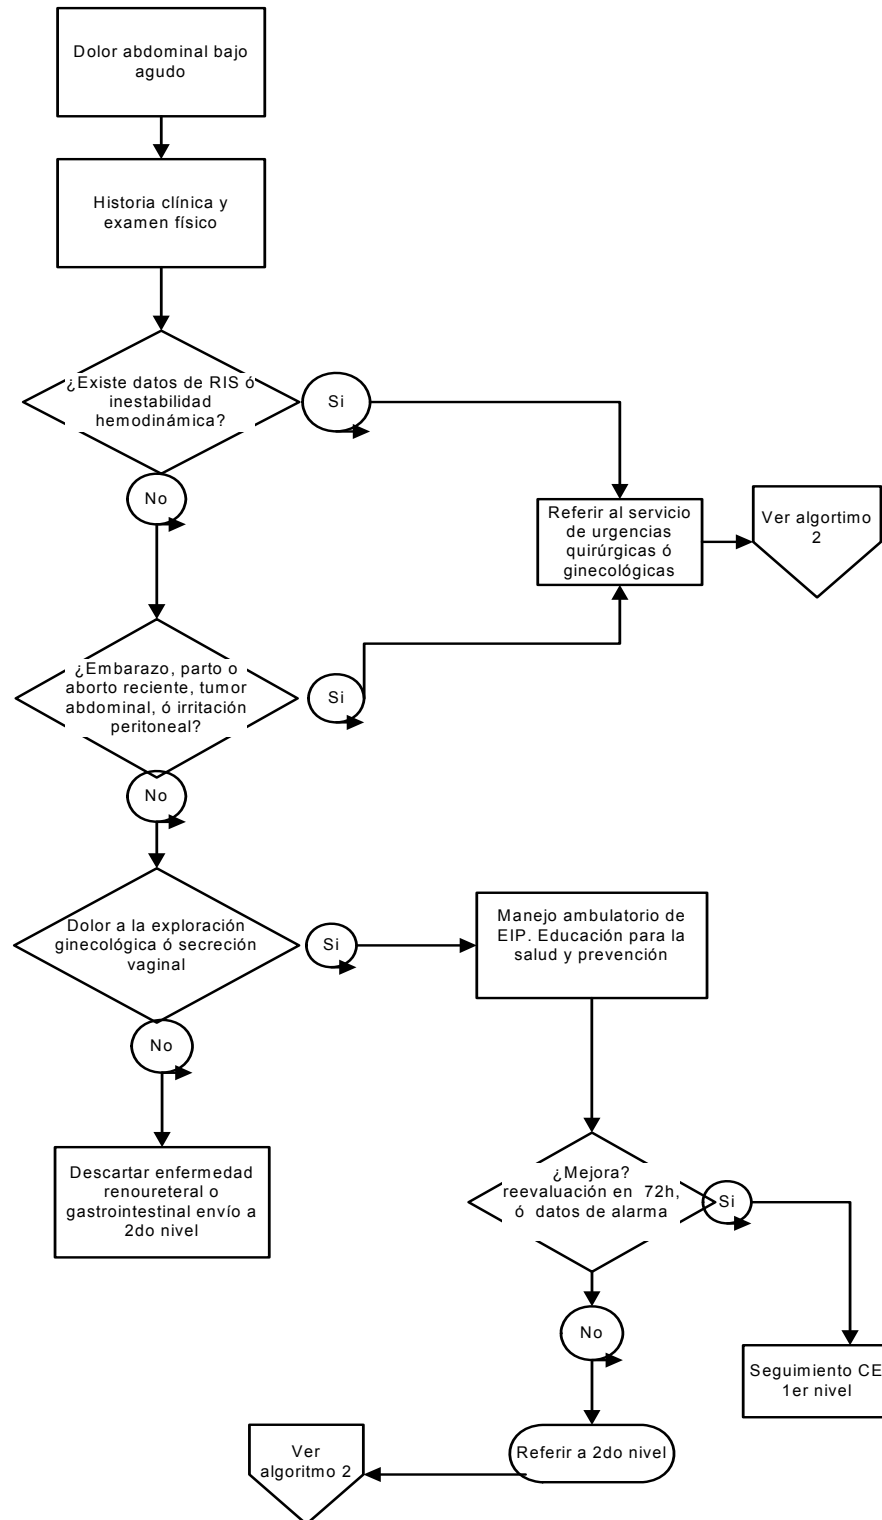 Dolor abdominal bajo
agudo
Historia clínica y
examen físico
¿Existe datos de RIS ó
inestabilidad
hemodinámica?
Si
No
Referir al servicio
de urgencias
quirúrgicas ó
ginecológicas
Ver algortimo
2
¿Embarazo, parto o
aborto reciente, tumor
abdominal, ó irritación
peritoneal?
Si
No
Dolor a la exploración
ginecológica ó secreción
vaginal
Si
Manejo ambulatorio de
EIP. Educación para la
salud y prevención
No
Descartar enfermedad
renoureteral o
gastrointestinal envío a
2do nivel
¿Mejora?
reevaluación en 72h,
ó datos de alarma
Si
No
Seguimiento CE
1er nivel
Referir a 2do nivel
Ver
algoritmo 2